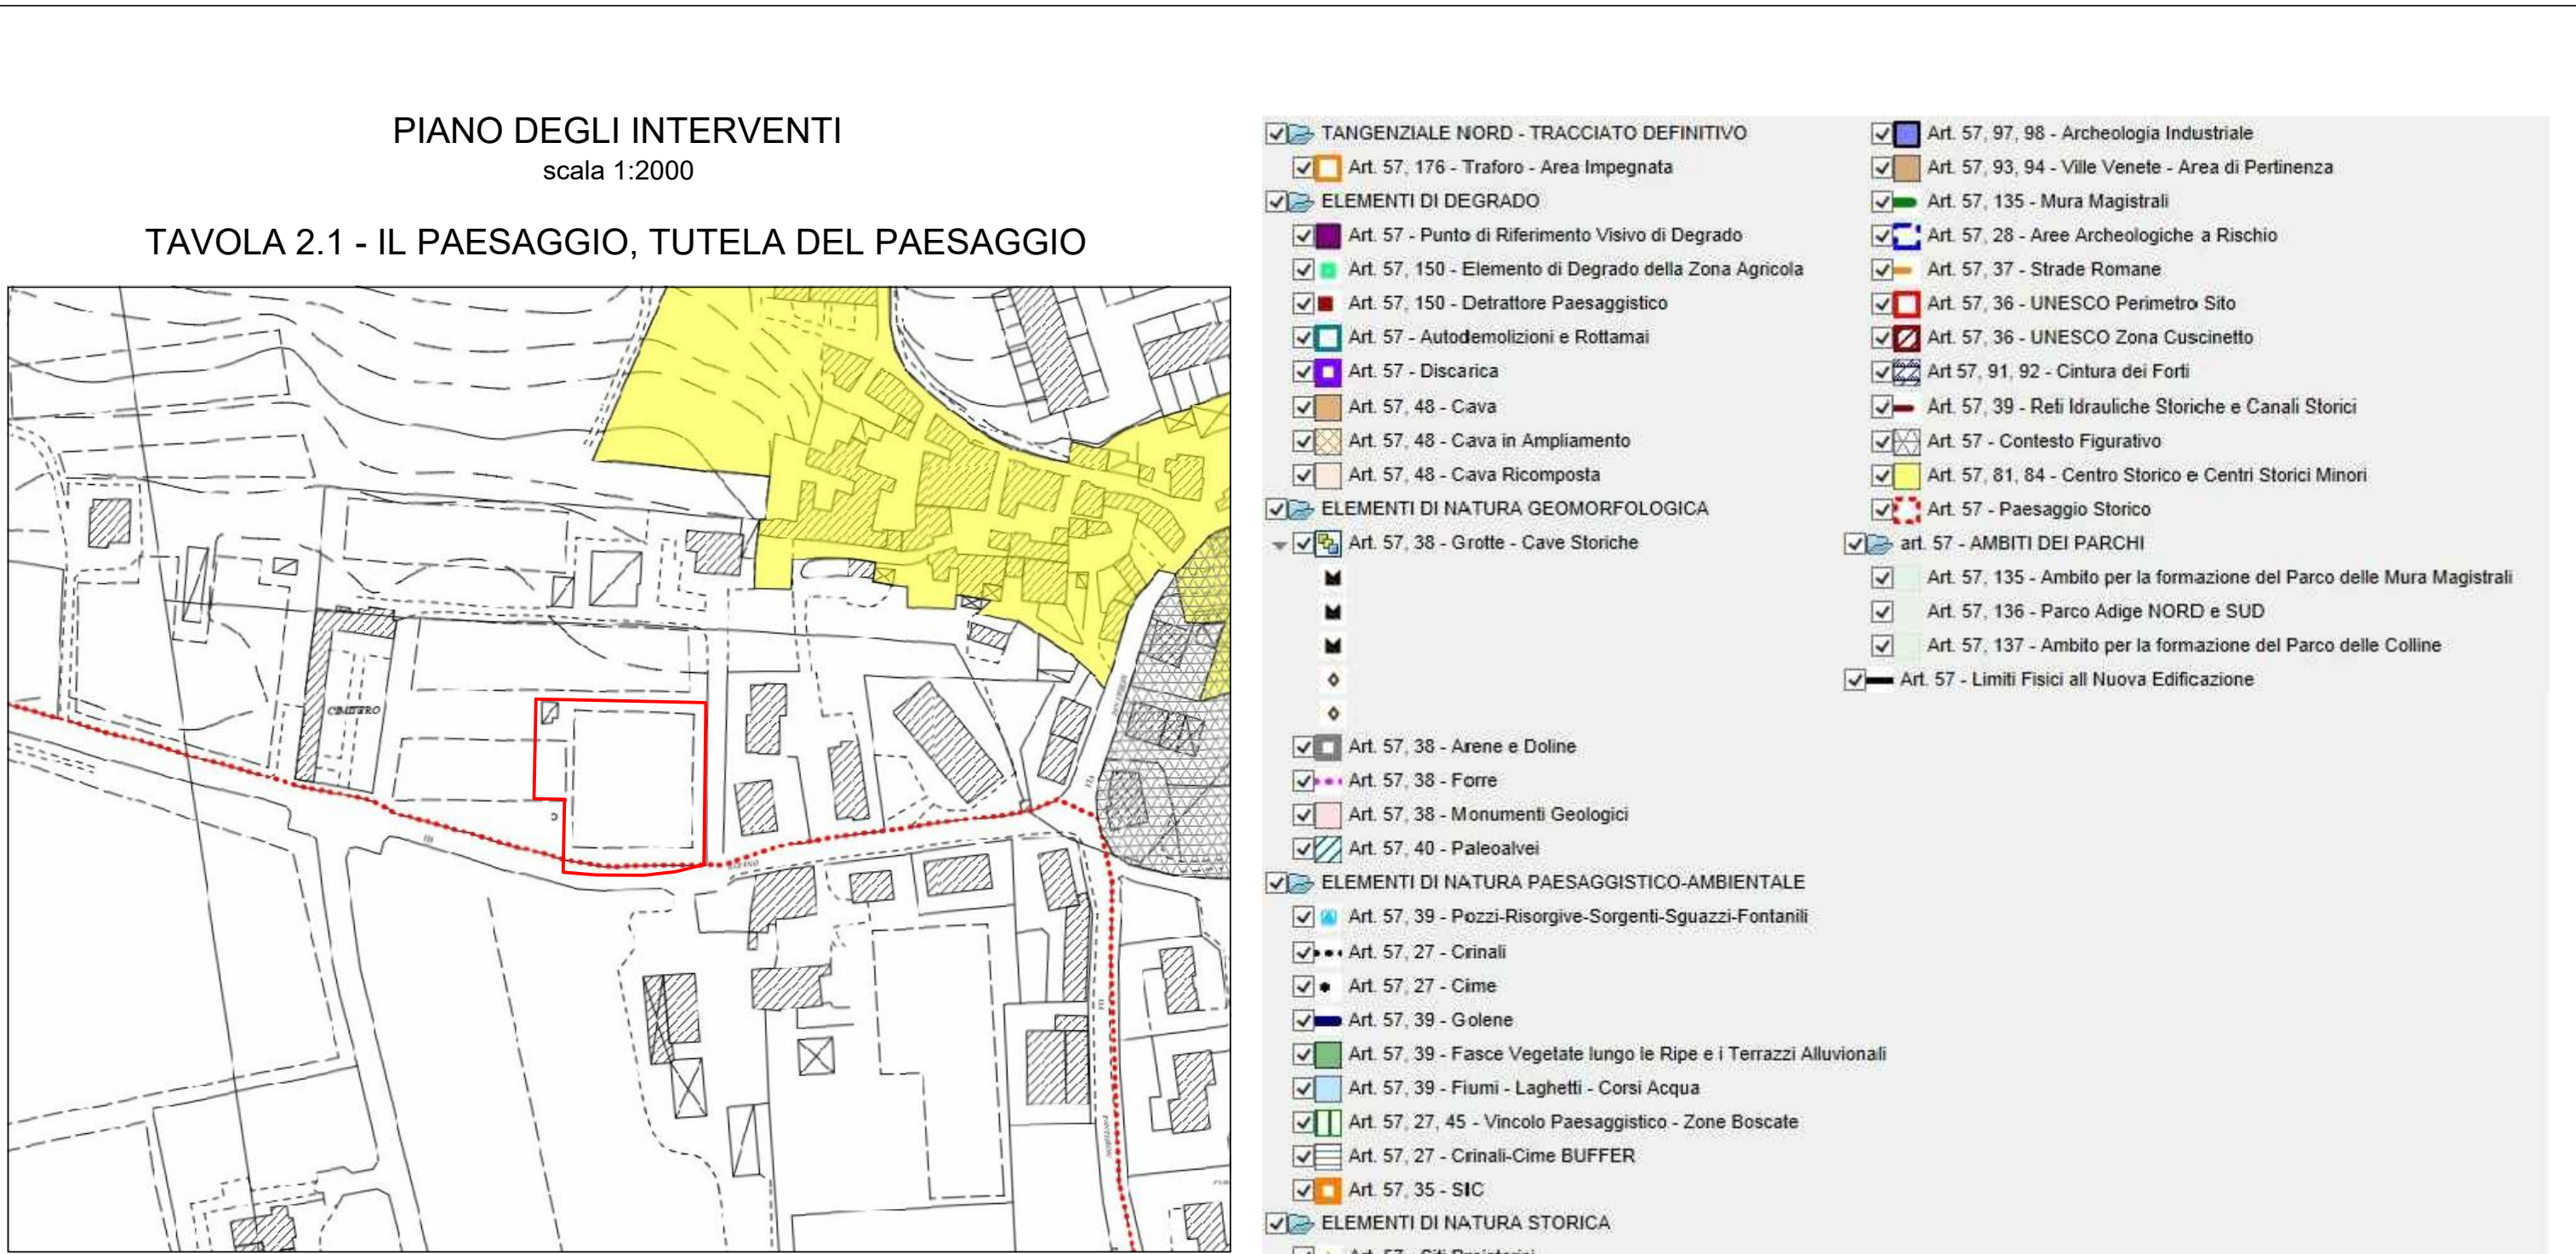 PIANO DEGLI INTERVENTI
scala 1:2000
TAVOLA 2.1 - IL PAESAGGIO, TUTELA DEL PAESAGGIO
CIMITERO
VIA
VIA
VIA
TANGENZIALE NORD - TRACCIATO DEFINITIVO
Art. 57, 176 - Traforo - Area Impegnata
ELEMENTI DI DEGRADO
Art. 57 - Punto di Riferimento Visivo di Degrado
Art. 57, 150 - Elemento di Degrado della Zona Agricola
Art. 57, 150 - Detrattore Paesaggistico
Art. 57 - Autodemolizioni e Rottamai
Art. 57 - Discarica
Art. 57, 48 - Cava
Art. 57, 48 - Cava in Ampliamento
Art. 57, 48 - Cava Ricomposta
ELEMENTI DI NATURA GEOMORFOLOGICA
Art. 57, 38 - Grotte - Cave Storiche
Art. 57, 38 - Arene e Doline
Art. 57, 38 - Forre
Art. 57, 38 - Monumenti Geologici
Art. 57, 40 - Paleoalvei
ELEMENTI DI NATURA PAESAGGISTICO-AMBIENTALE
Art. 57, 39 - Pozzi-Risorgive-Sorgenti-Sguazzi-Fontanili
Art. 57, 27 - Crinali
Art. 57, 27 - Cime
Art. 57, 39 - Golene
Art. 57, 39 - Fasce Vegetate lungo le Ripe e i Terrazzi Alluvionali
Art. 57, 39 - Fiumi - Laghetti - Corsi Acqua
Art. 57, 27, 45 - Vincolo Paesaggistico - Zone Boscate
Art. 57, 27 - Crinali-Cime BUFFER
Art. 57, 35 - SIC
ELEMENTI DI NATURA STORICA
Art. 57 - Siti Preistorici
Art. 57, 97, 98 - Archeologia Industriale
Art. 57, 93, 94 - Ville Venete - Area di Pertinenza
Art. 57, 135 - Mura Magistrali
Art. 57, 28 - Aree Archeologiche a Rischio
Art. 57, 37 - Strade Romane
Art. 57, 36 - UNESCO Perimetro Sito
Art. 57, 36 - UNESCO Zona Cuscinetto
Art 57, 91, 92 - Cintura dei Forti
Art. 57, 39 - Reti Idrauliche Storiche e Canali Storici
Art. 57 - Contesto Figurativo
Art. 57, 81, 84 - Centro Storico e Centri Storici Minori
Art. 57 - Paesaggio Storico
art. 57 - AMBITI DEI PARCHI
Art. 57, 135 - Ambito per la formazione del Parco delle Mura Magistrali
Art. 57, 136 - Parco Adige NORD e SUD
Art. 57, 137 - Ambito per la formazione del Parco delle Colline
Art. 57 - Limiti Fisici all Nuova Edificazione